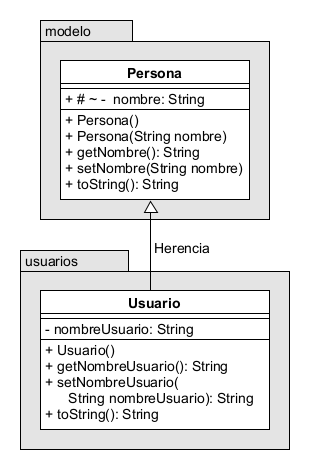 modelo
Persona
+ # ~ - nombre: String
+ Persona()
+ Persona(String nombre)
+ getNombre(): String
+ setNombre(String nombre)
+ toString(): String
Herencia
usuarios
Usuario
- nombreUsuario: String
+ Usuario()
+ getNombreUsuario(): String
+ setNombreUsuario(
String nombreUsuario): String
+ toString(): String